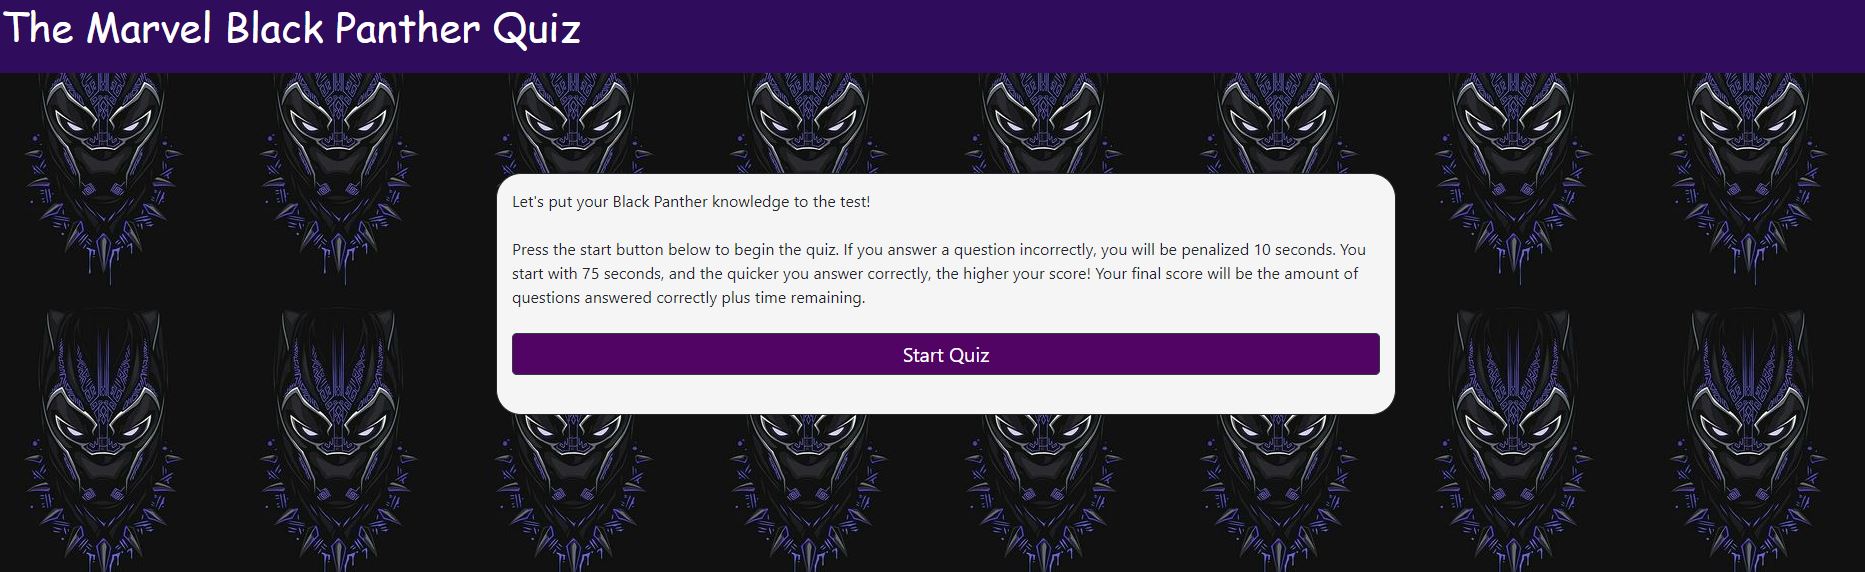 The Marvel Black Panther Quiz
Let's put your Black Panther knowledge to the test!
Press the start button below to begin the quiz. If you answer a question incorrectly, you will be penalized 10 seconds. You
start with 75 seconds, and the quicker you answer correctly, the higher your score! Your final score will be the amount of
questions answered correctly plus time remaining.
Start Quiz